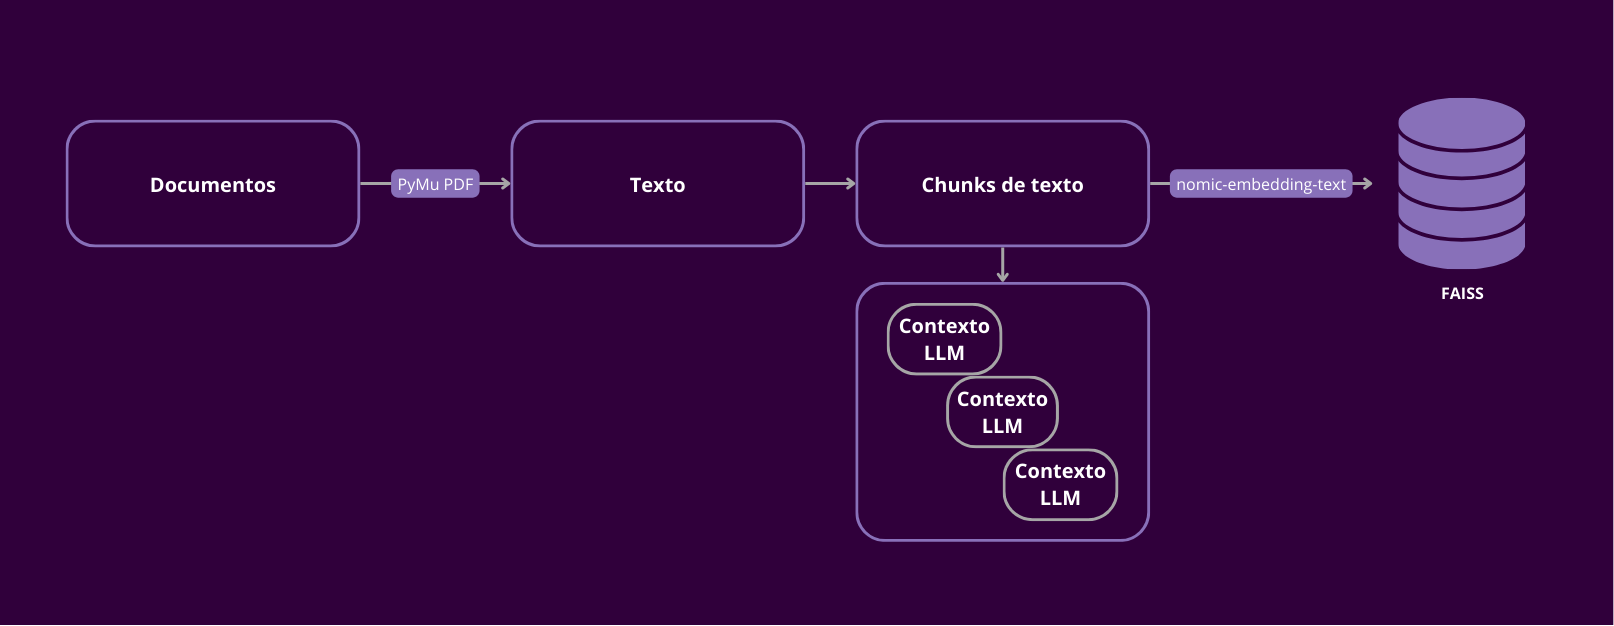 Documentos
PyMu PDF
Texto
Chunks de texto
nomic-embedding-text
FAISS
Contexto
LLM
Contexto
LLM
Contexto
LLM